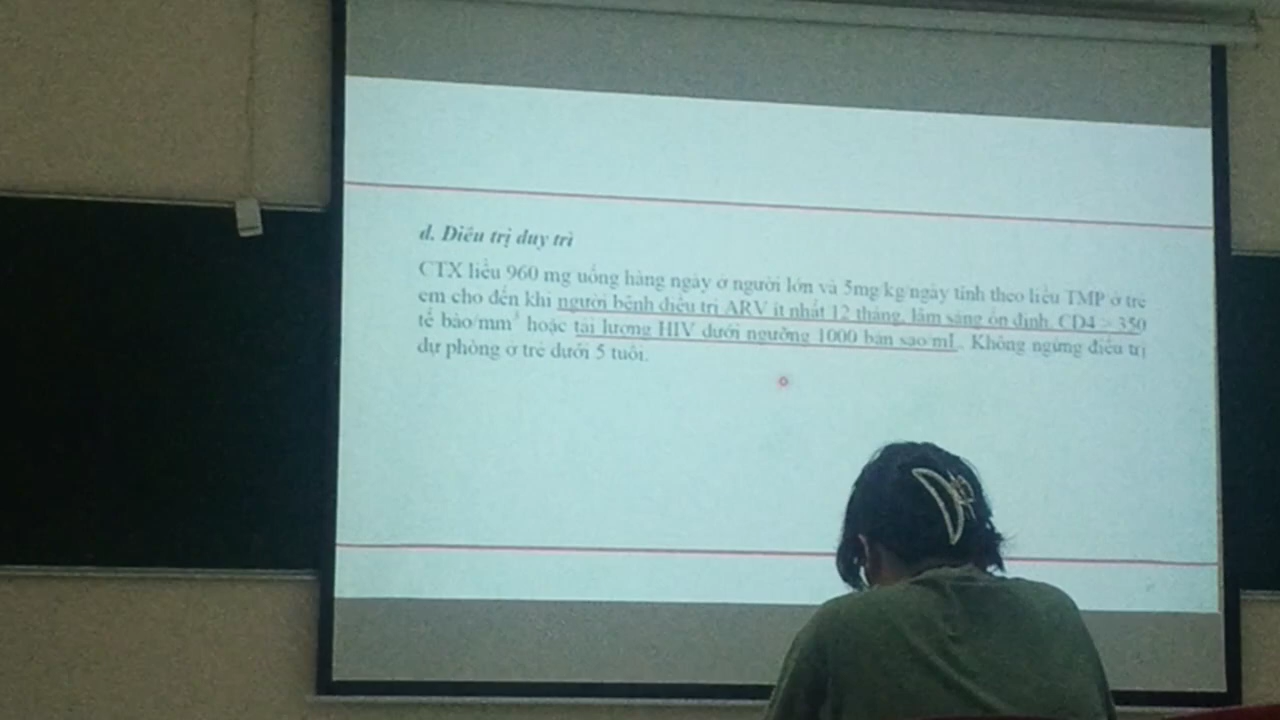 d. Điều trị duy trì
CTX liều 960 mg uống hàng ngày ở người lớn và 5mg/kg/ngày tính theo liều TMP ở trẻ
em cho đến khi người bệnh điều trị ARV ít nhất 12 tháng, lâm sàng ổn định, CD4 > 350
tế bào/mm³ hoặc tải lượng HIV dưới ngưỡng 1000 bản sao/mL. Không ngừng điều trị
dự phòng ở trẻ dưới 5 tuổi.